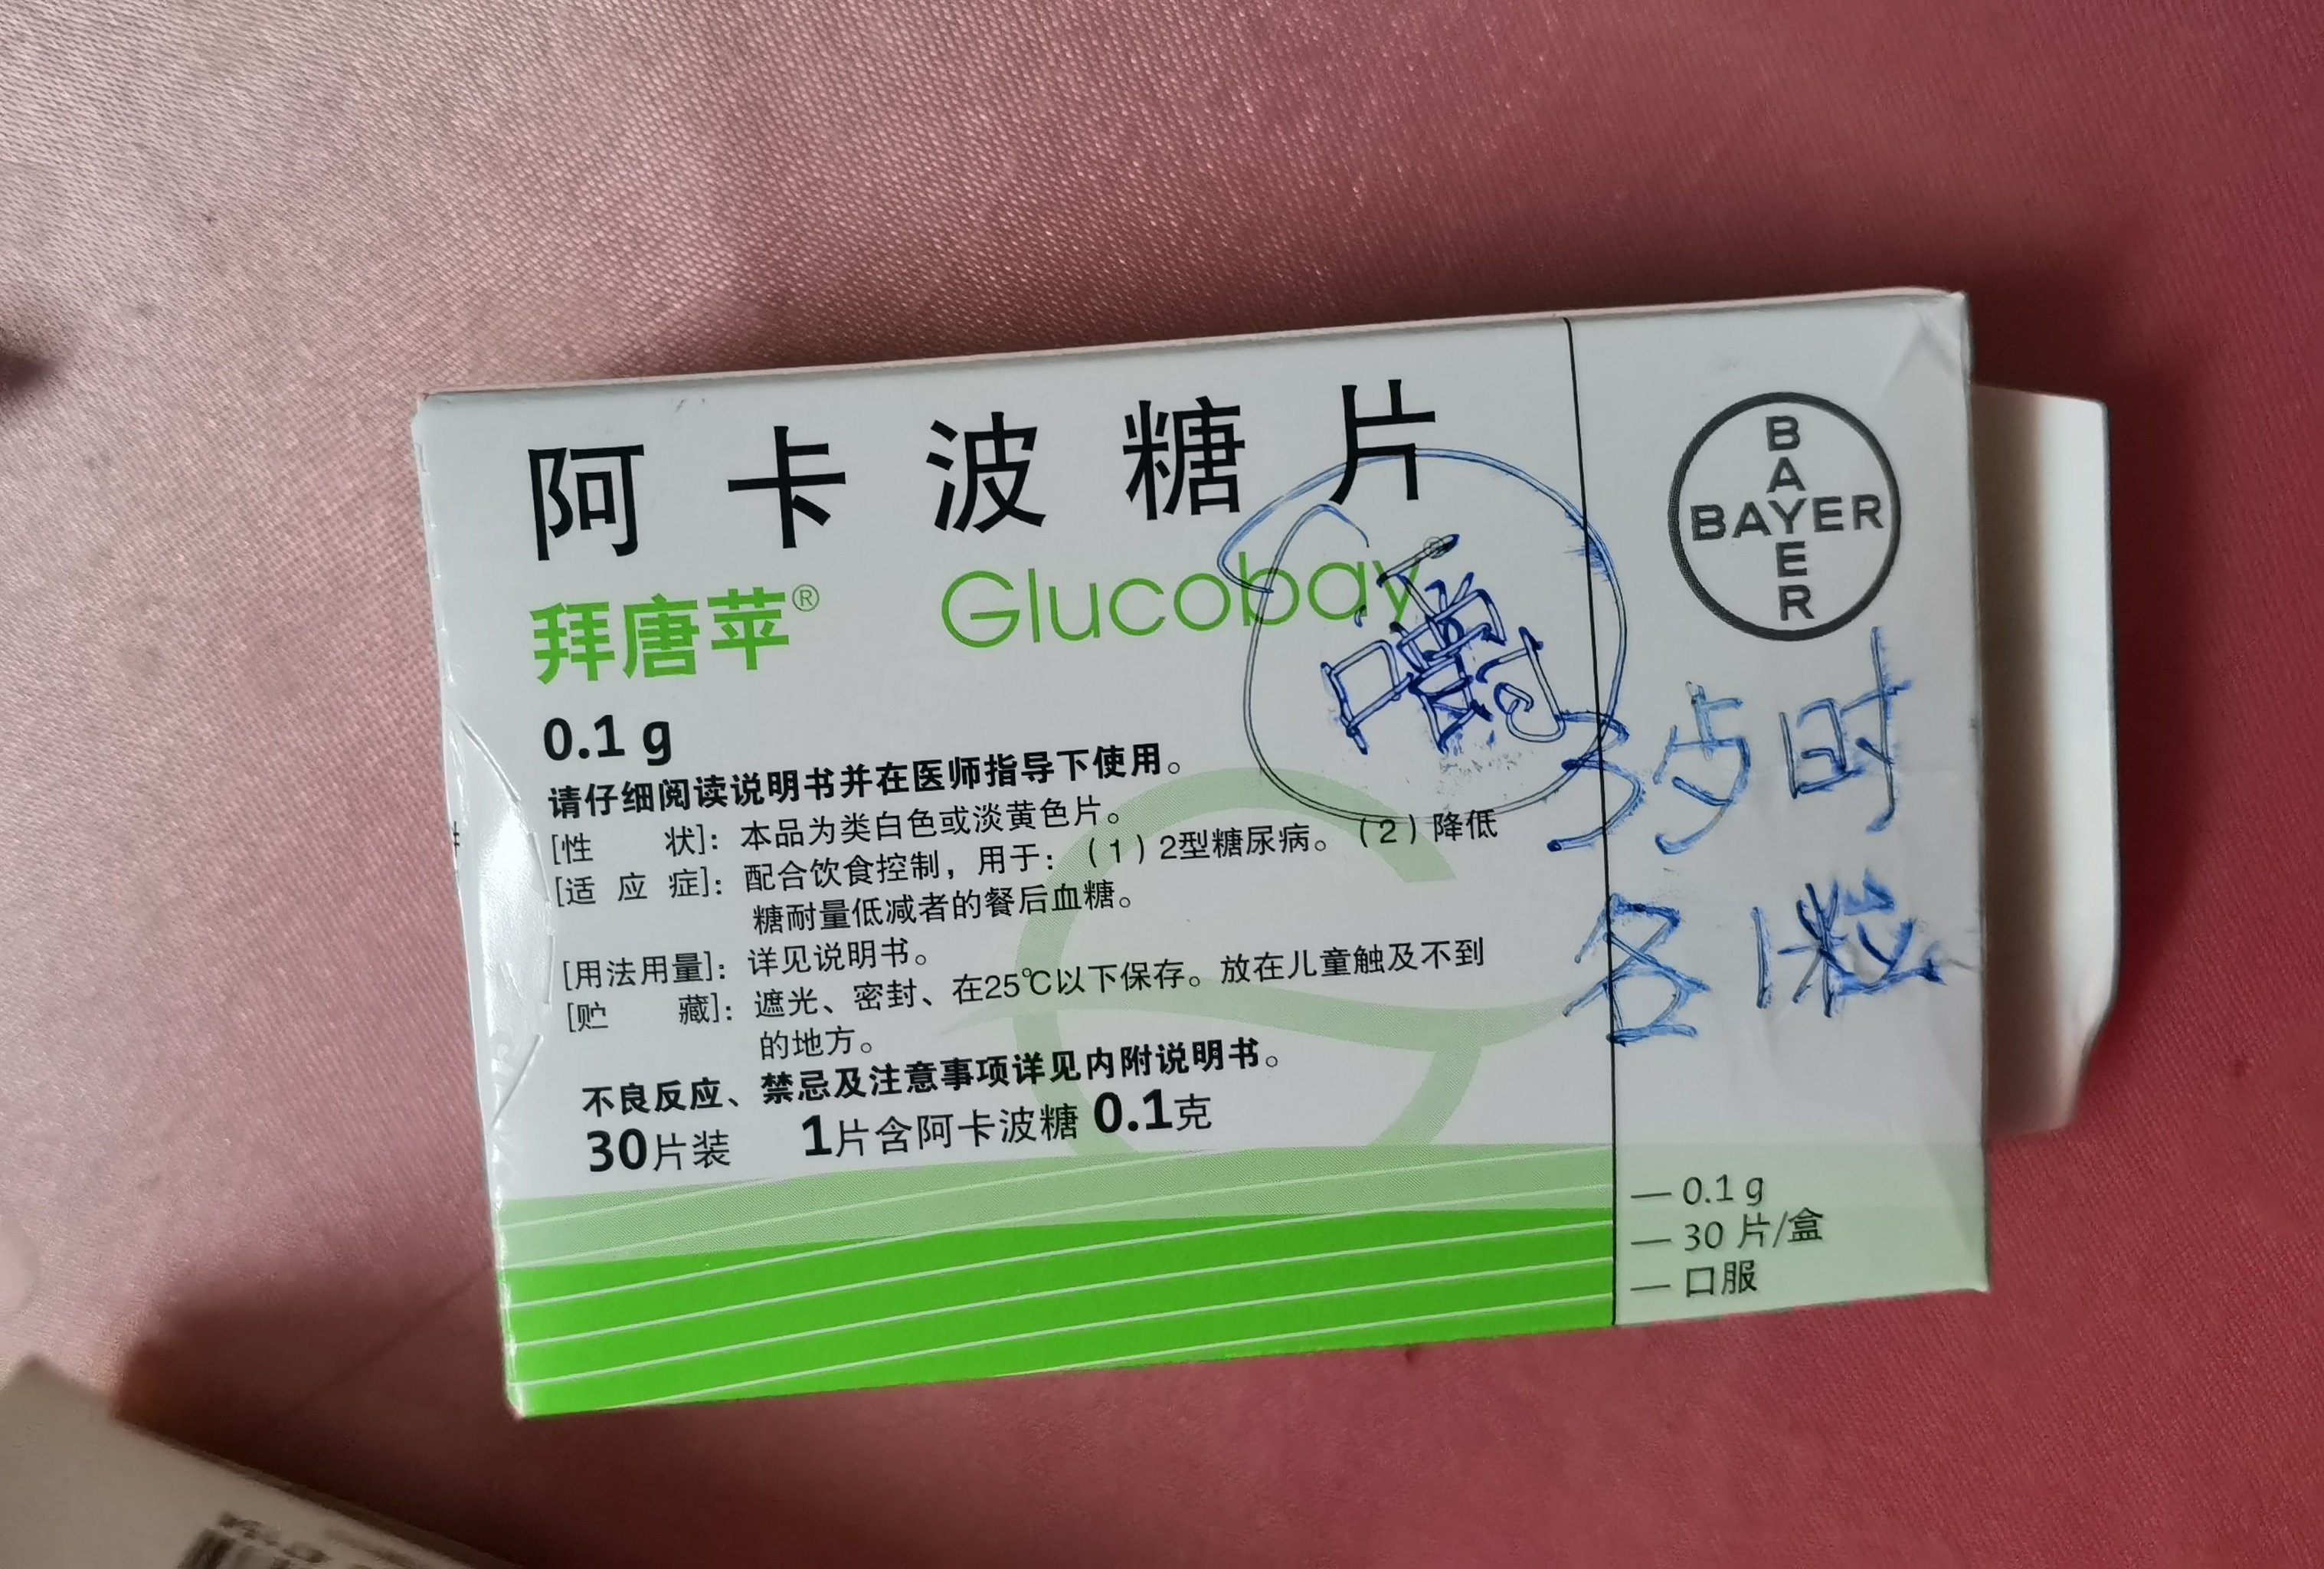 阿卡波糖片
拜唐苹® Glucobay®
0.1 g
请仔细阅读说明书并在医师指导下使用。
[性 状]：本品为类白色或淡黄色片。
[适 应 症]：配合饮食控制，用于：（1）2型糖尿病。（2）降低
糖耐量低减者的餐后血糖。
[用法用量]：详见说明书。
[贮 藏]：遮光、密封、在25℃以下保存。放在儿童触及不到
的地方。
不良反应、禁忌及注意事项详见内附说明书。
30片装 1片含阿卡波糖 0.1克
嚼
BAYER
BAYER
各1粒
— 0.1 g
— 30 片/盒
— 口服